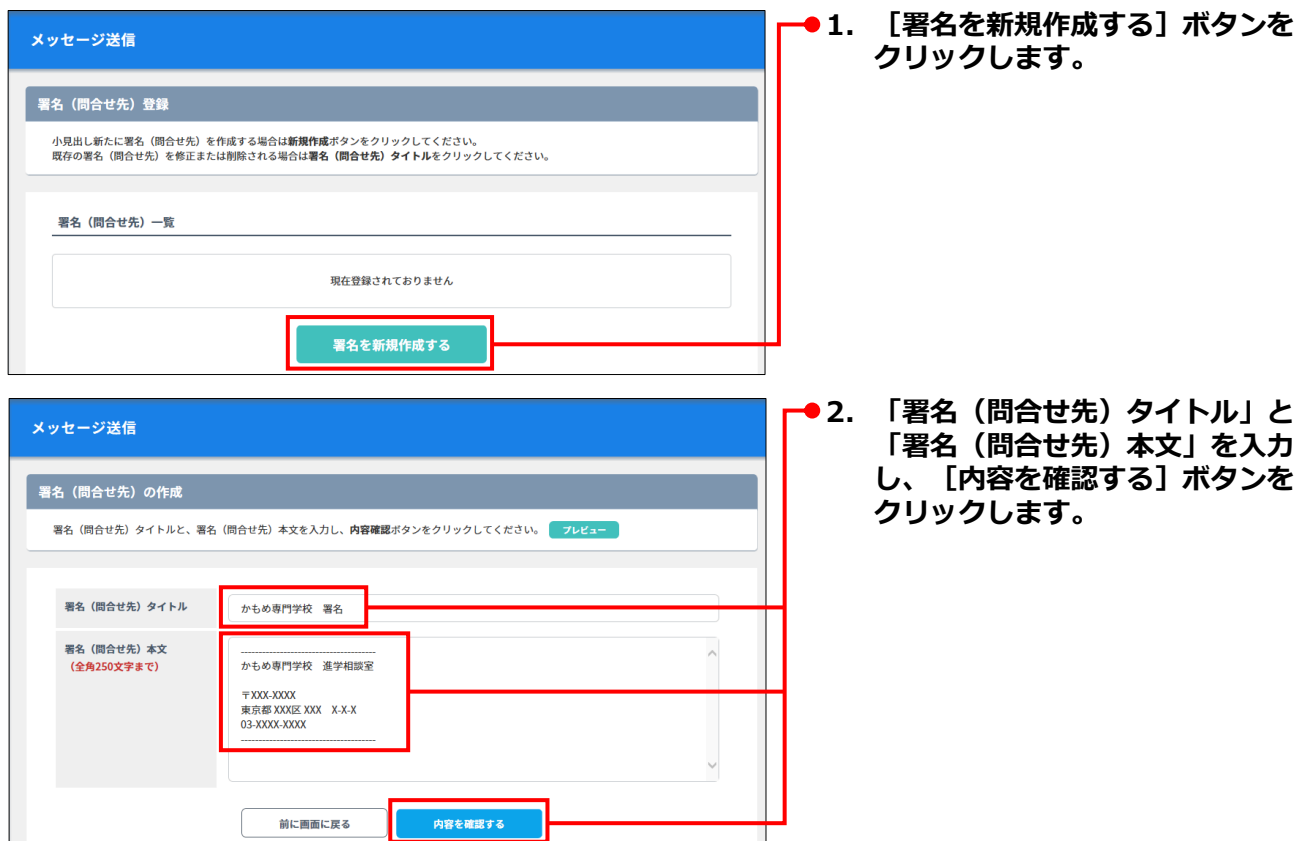 メッセージ送信
署名（問合せ先）登録
小見出し新たに署名（問合せ先）を作成する場合は新規作成ボタンをクリックしてください。
既存の署名（問合せ先）を修正または削除される場合は署名（問合せ先）タイトルをクリックしてください。
署名（問合せ先）一覧
現在登録されておりません
署名を新規作成する
1. ［署名を新規作成する］ボタンを
クリックします。
メッセージ送信
署名（問合せ先）の作成
署名（問合せ先）タイトルと、署名（問合せ先）本文を入力し、内容確認ボタンをクリックしてください。 プレビュー
署名（問合せ先）タイトル
かもめ専門学校　署名
署名（問合せ先）本文
（全角250文字まで）
--------------------------------------
かもめ専門学校　進学相談室
〒XXX-XXXX
東京都 XXX区 XXX　X-X-X
03-XXXX-XXXX
--------------------------------------
前に画面に戻る
内容を確認する
2. 「署名（問合せ先）タイトル」と
「署名（問合せ先）本文」を入力
し、［内容を確認する］ボタンを
クリックします。